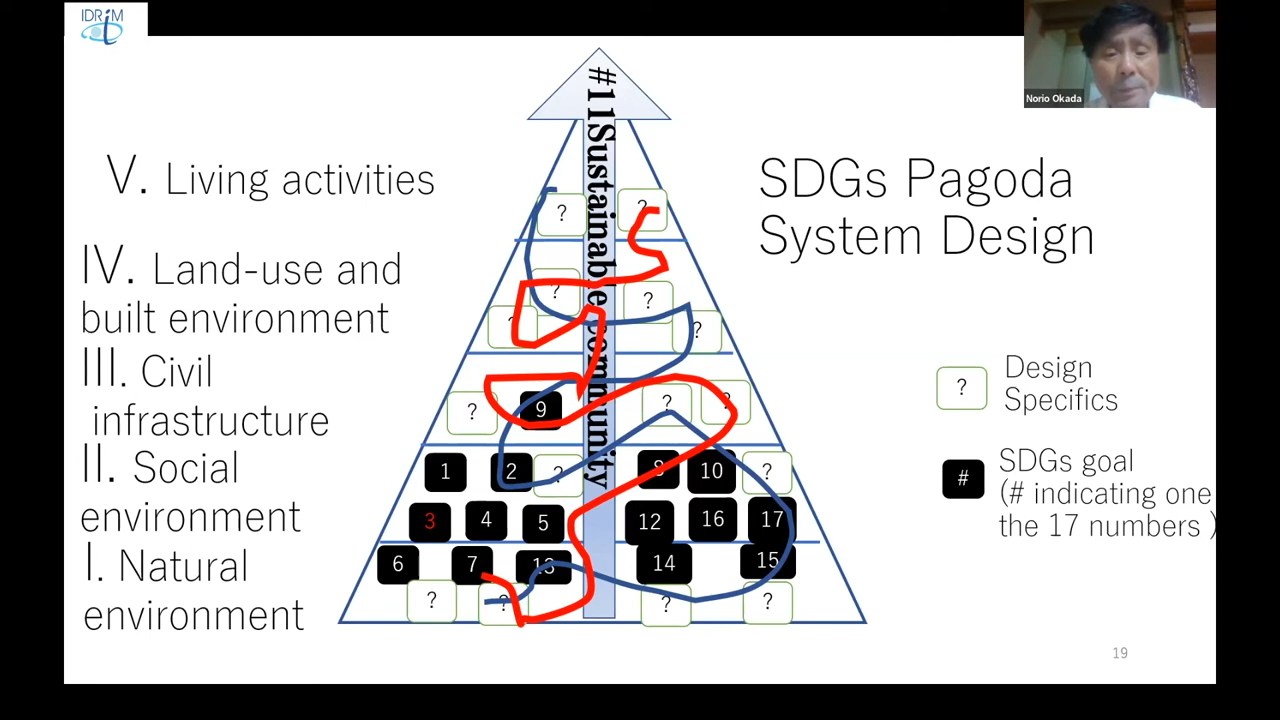 IDRiM
Norio Okada
#11Sustainable community
SDGs Pagoda
System Design
V. Living activities
IV. Land-use and
built environment
III. Civil
infrastructure
II. Social
environment
I. Natural
environment
? ?
? ?
? ?
? 9 ? ?
1 2 ? 8 10 ?
3 4 5 12 16 17
6 7 13 14 15
? ? ? ?
? Design
Specifics
# SDGs goal
(# indicating one
the 17 numbers )
19